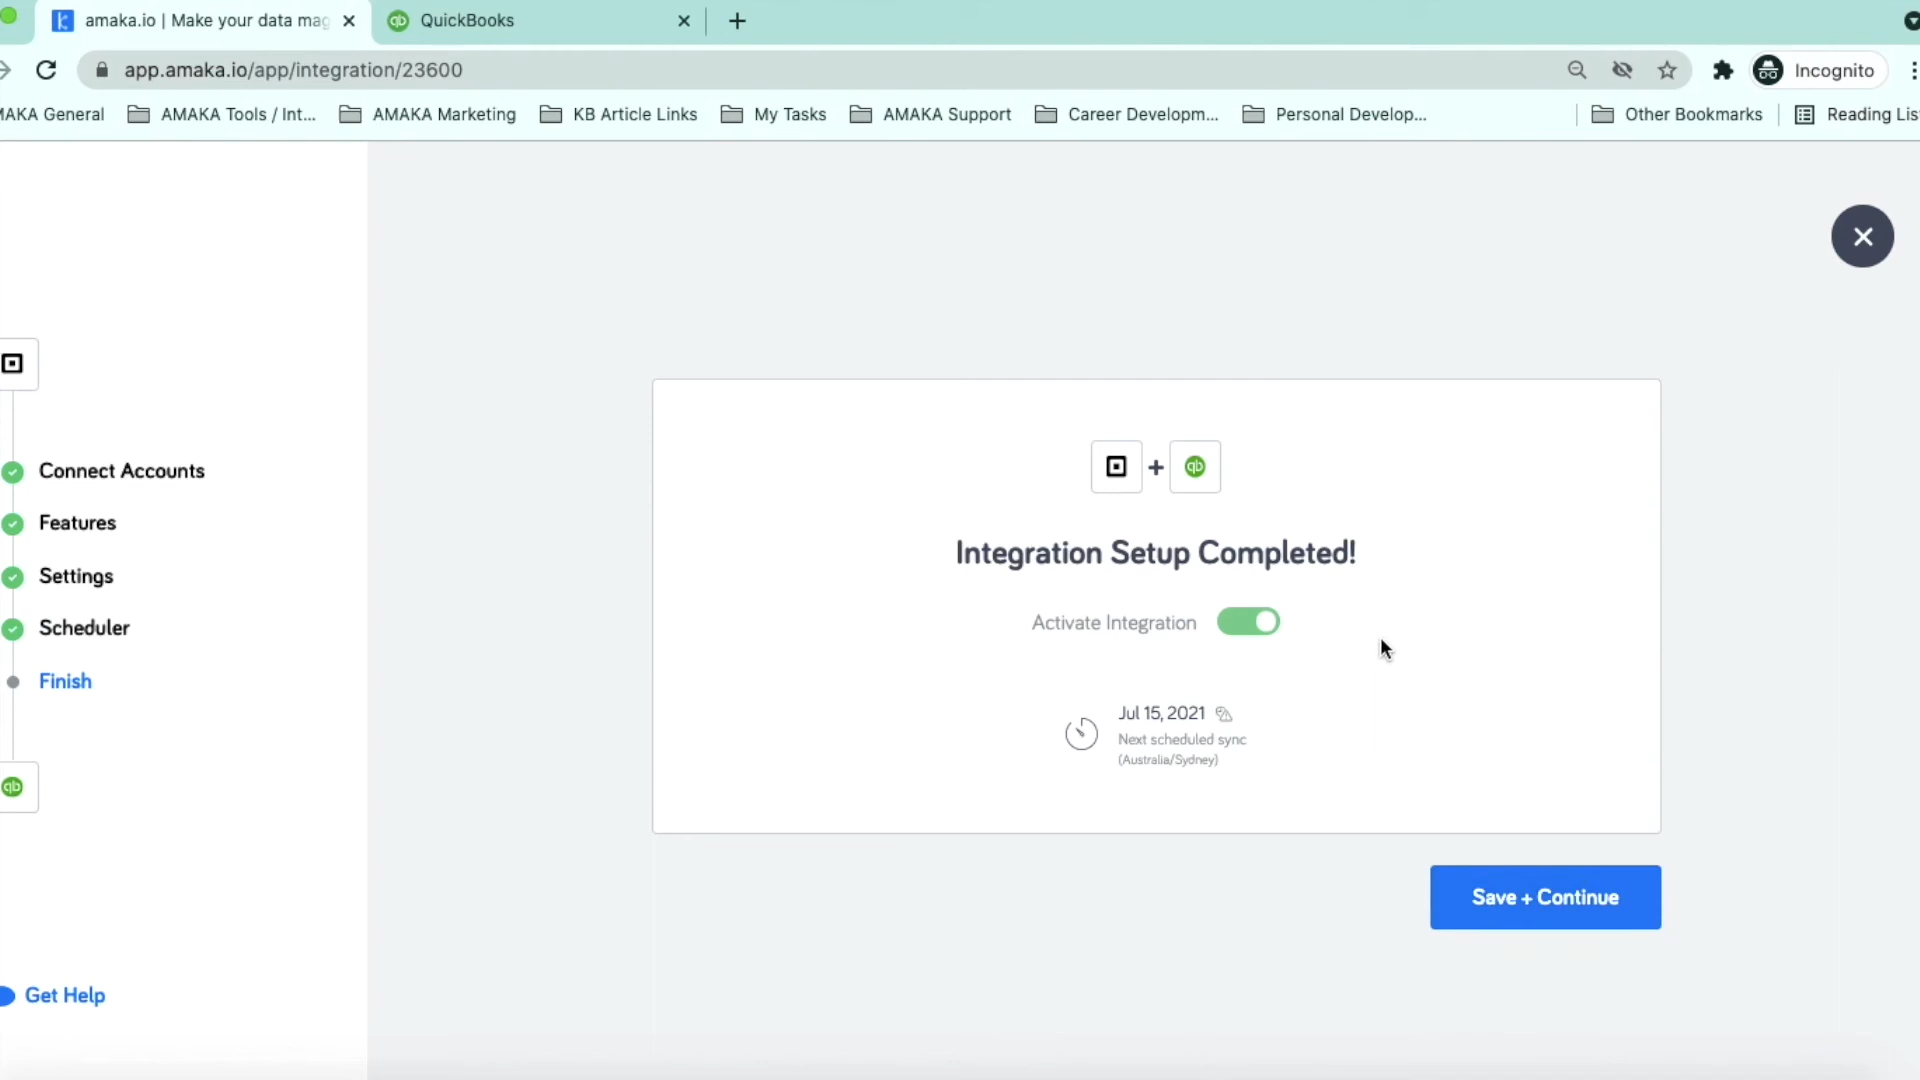 amaka.io | Make your data mag
QuickBooks
app.amaka.io/app/integration/23600
Incognito
MAKA General
AMAKA Tools / Int...
AMAKA Marketing
KB Article Links
My Tasks
AMAKA Support
Career Developm...
Personal Develop...
Other Bookmarks
Reading Lis
Connect Accounts
Features
Settings
Scheduler
Finish
qb
Get Help
+
qb
Integration Setup Completed!
Activate Integration
Jul 15, 2021
Next scheduled sync
(Australia/Sydney)
Save + Continue